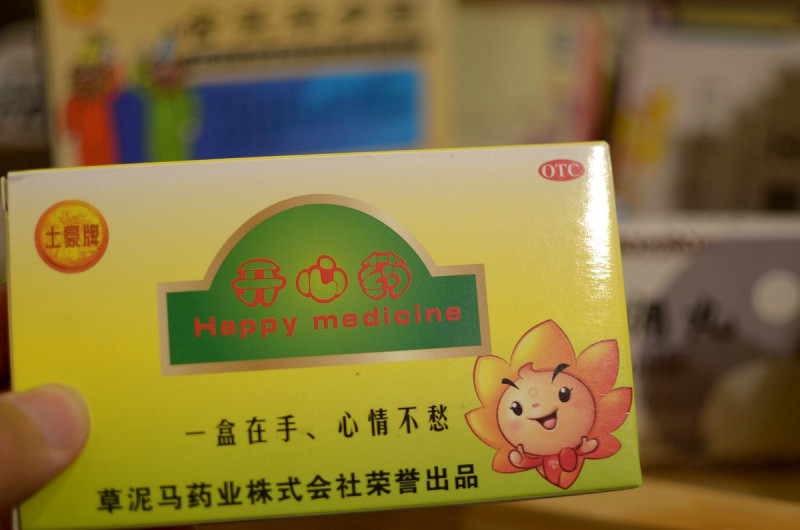 OTC
土豪牌
开心药
Happy medicine
一盒在手、心情不愁
草泥马药业株式会社荣誉出品